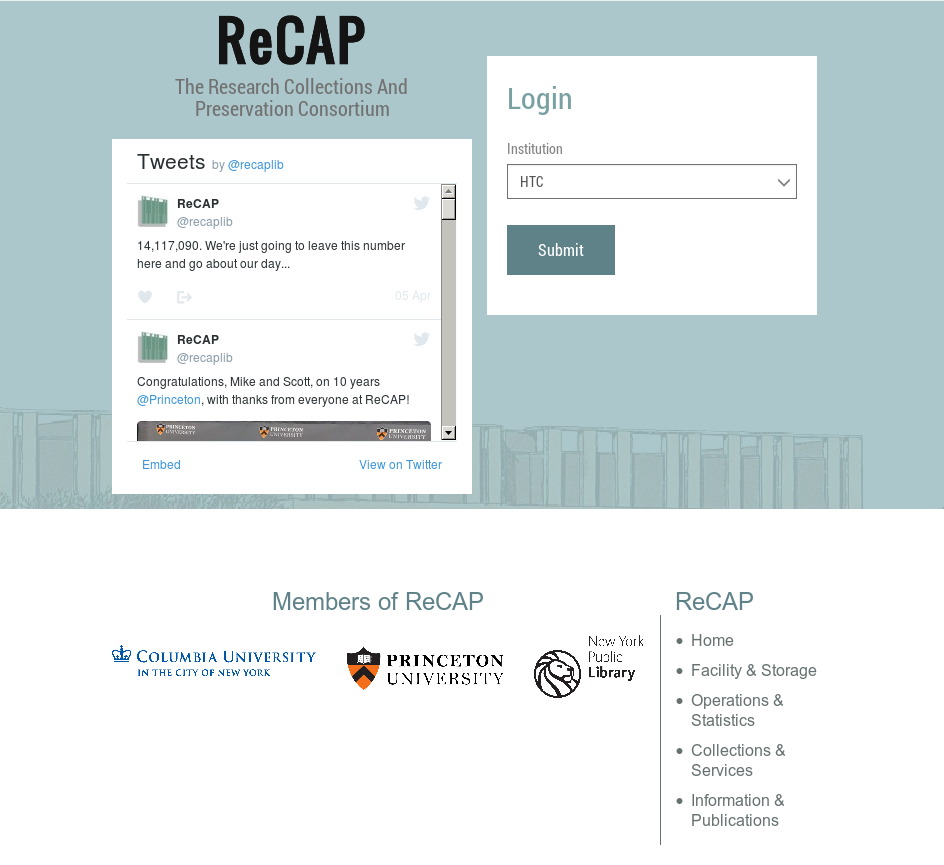 ReCAP
The Research Collections And
Preservation Consortium
Tweets by @recaplib
ReCAP
@recaplib
14,117,090. We're just going to leave this number
here and go about our day...
05 Apr
ReCAP
@recaplib
Congratulations, Mike and Scott, on 10 years
@Princeton, with thanks from everyone at ReCAP!
PRINCETON
UNIVERSITY
PRINCETON
UNIVERSITY
PRINCETON
UNIVERSITY
Embed
View on Twitter
Login
Institution
HTC
Submit
Members of ReCAP
COLUMBIA UNIVERSITY
IN THE CITY OF NEW YORK
PRINCETON
UNIVERSITY
New York
Public
Library
ReCAP
Home
Facility & Storage
Operations &
Statistics
Collections &
Services
Information &
Publications